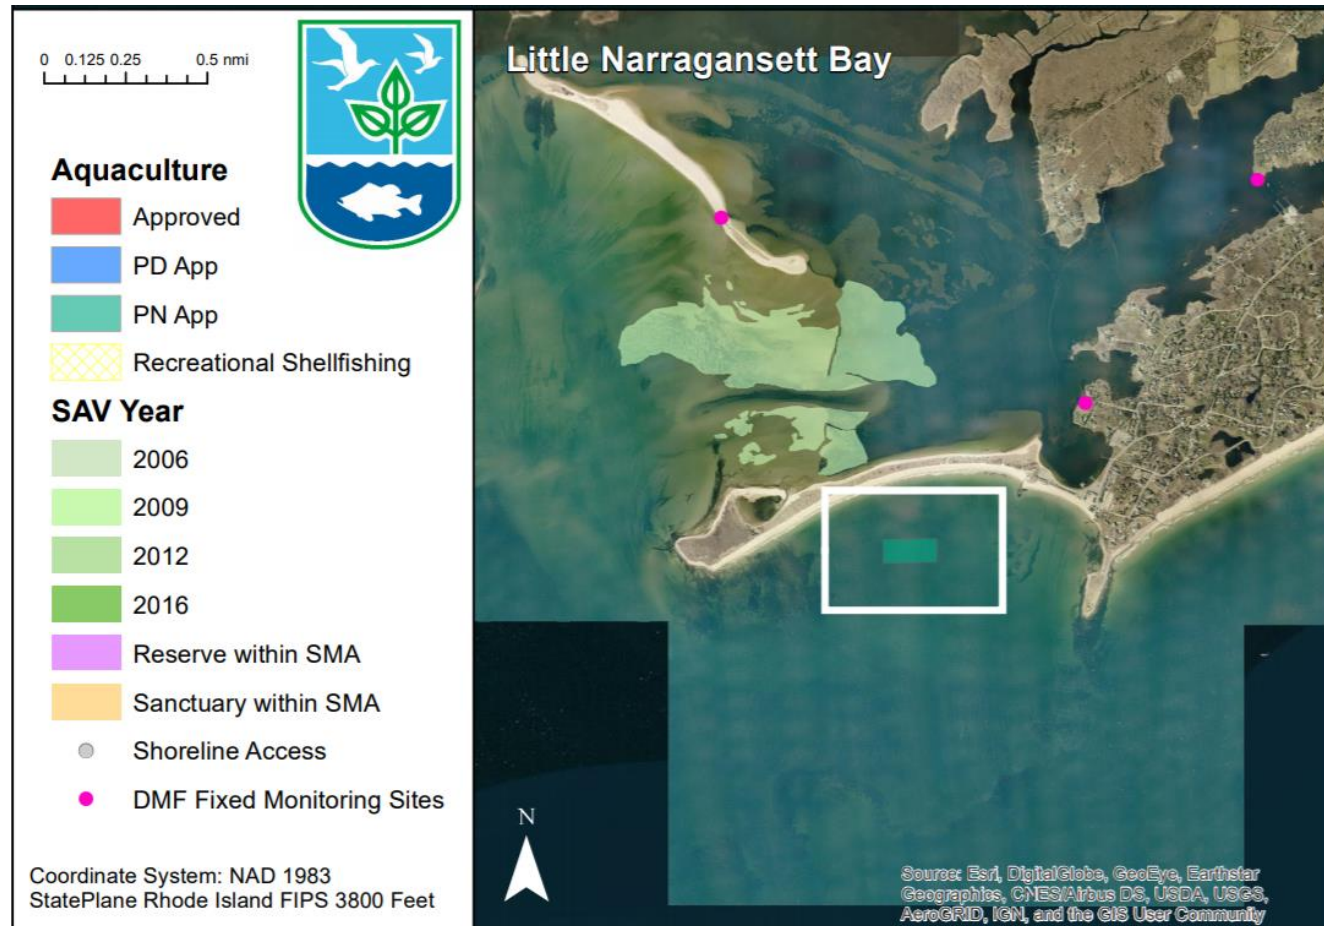 0 0.125 0.25 0.5 nmi
Aquaculture
Approved
PD App
PN App
Recreational Shellfishing
SAV Year
2006
2009
2012
2016
Reserve within SMA
Sanctuary within SMA
Shoreline Access
DMF Fixed Monitoring Sites
Coordinate System: NAD 1983
StatePlane Rhode Island FIPS 3800 Feet
Little Narragansett Bay
N
Source: Esri, DigitalGlobe, GeoEye, Earthstar
Geographics, CNES/Airbus DS, USDA, USGS,
AeroGRID, IGN, and the GIS User Community